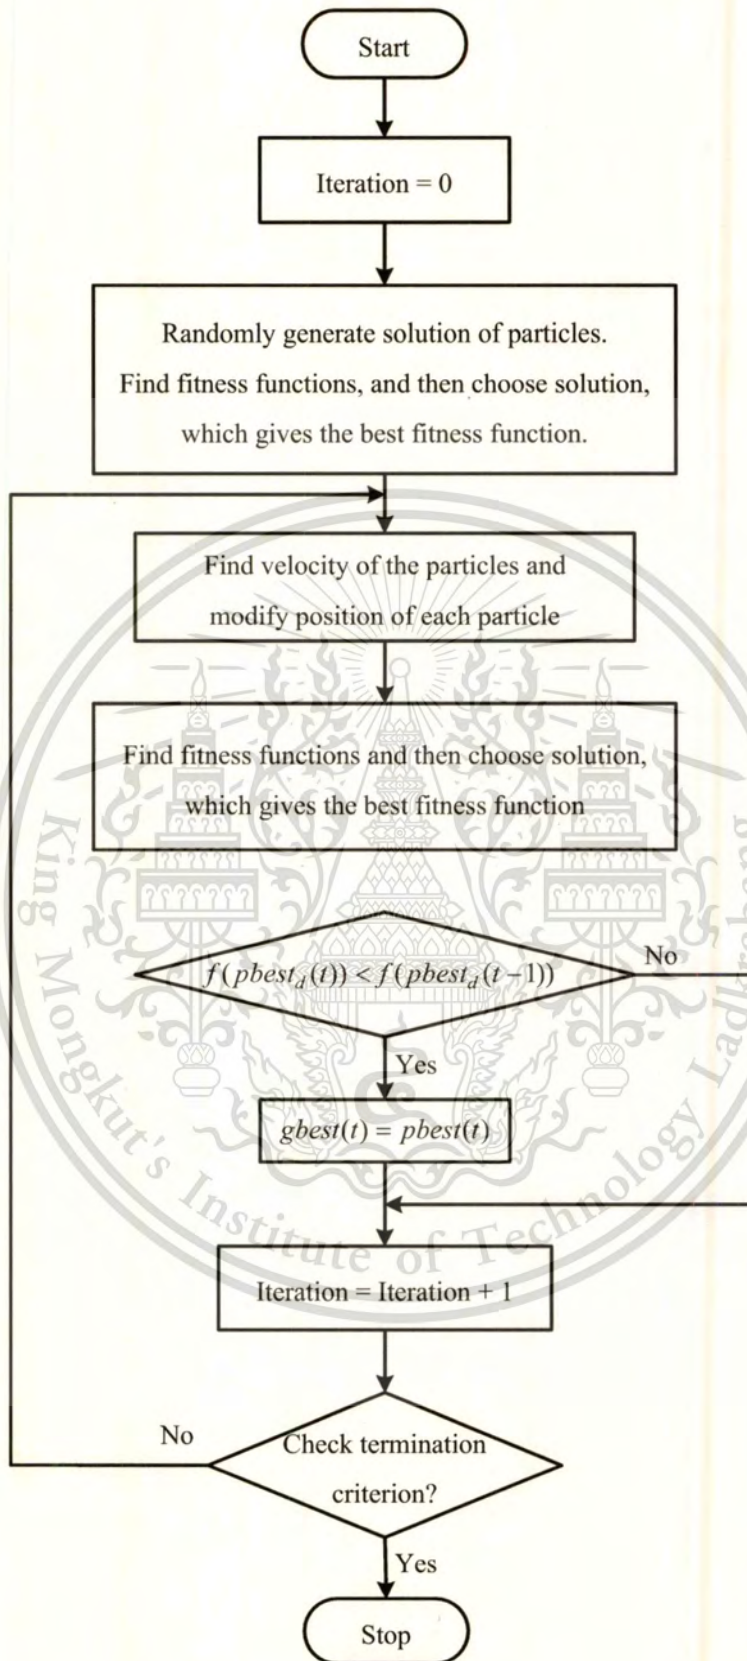 Start
Iteration = 0
Randomly generate solution of particles.
Find fitness functions, and then choose solution,
which gives the best fitness function.
Find velocity of the particles and
modify position of each particle
Find fitness functions and then choose solution,
which gives the best fitness function
f(pbest_d(t)) < f(pbest_d(t−1))
No
Yes
gbest(t) = pbest(t)
Iteration = Iteration + 1
No
Check termination
criterion?
Yes
Stop
King Mongkut's Institute of Technology